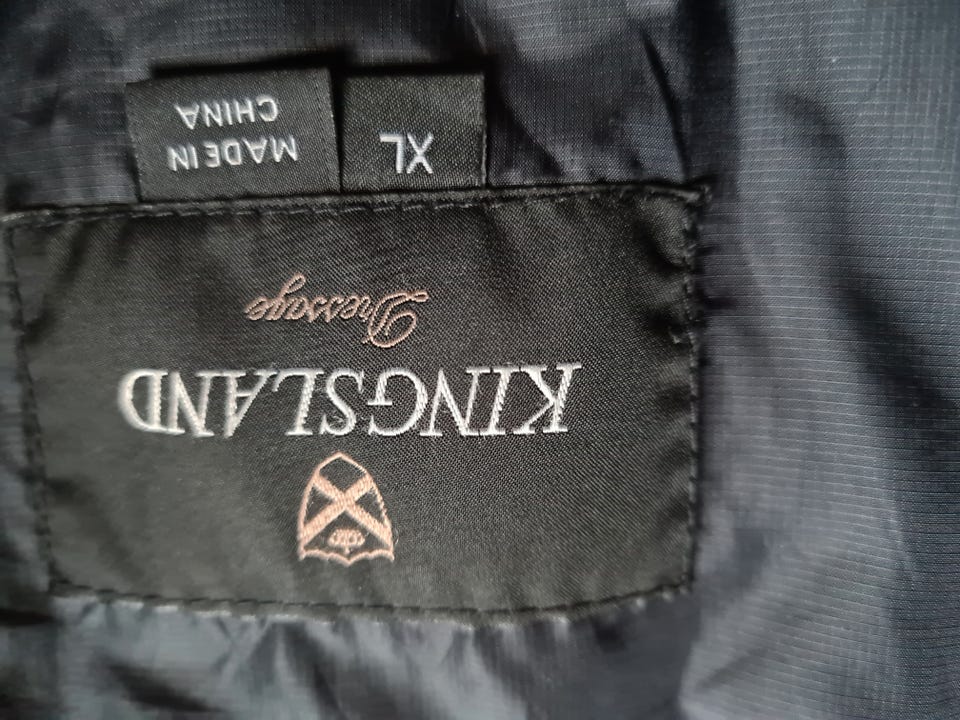 KINGSLAND
Dressage
XL
MADE IN
CHINA